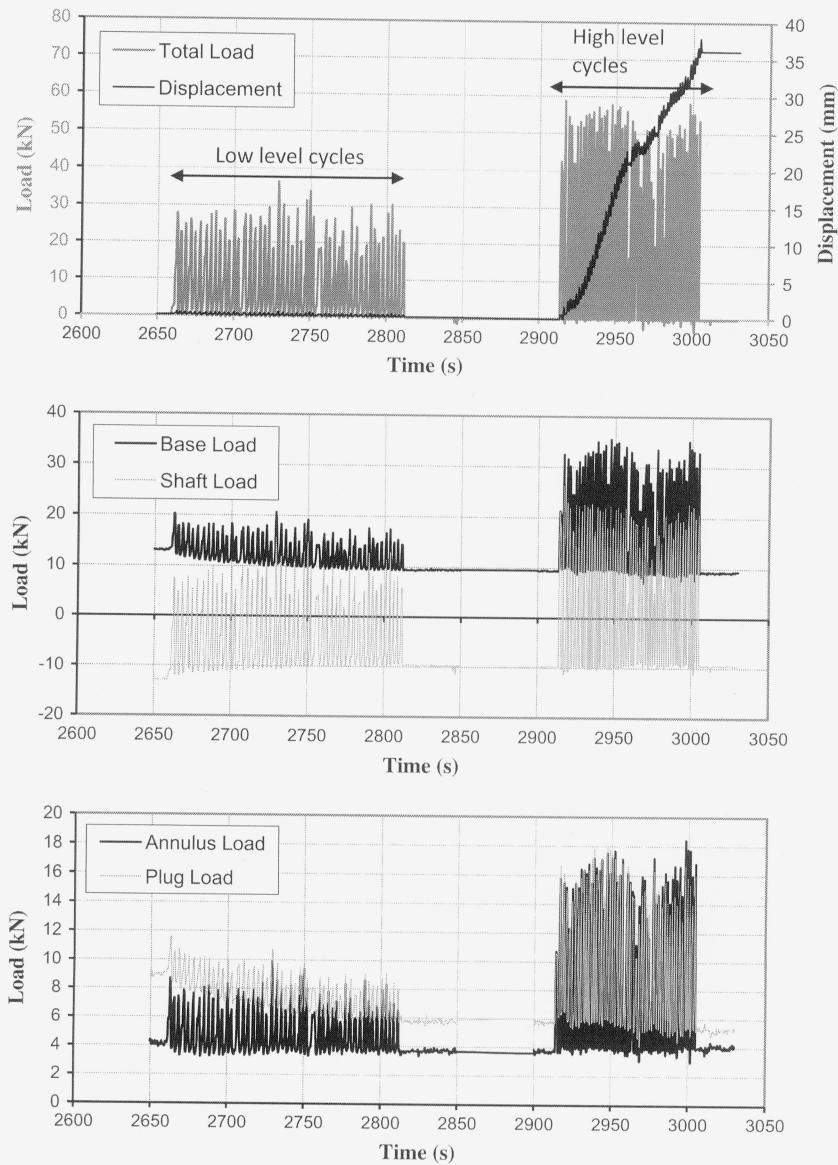 80
70
60
50
40
30
20
10
0
Load (kN)
Total Load
Displacement
Low level cycles
High level
cycles
40
35
30
25
20
15
10
5
0
Displacement (mm)
2600 2650 2700 2750 2800 2850 2900 2950 3000 3050
Time (s)
40
30
20
10
0
-10
-20
Load (kN)
Base Load
Shaft Load
2600 2650 2700 2750 2800 2850 2900 2950 3000 3050
Time (s)
20
18
16
14
12
10
8
6
4
2
0
Load (kN)
Annulus Load
Plug Load
2600 2650 2700 2750 2800 2850 2900 2950 3000 3050
Time (s)